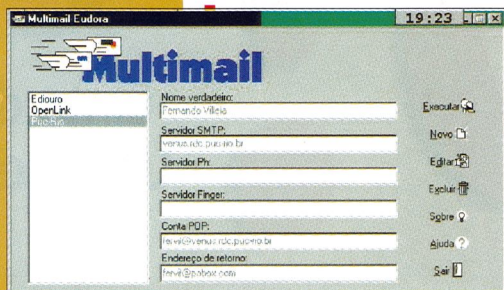 Multimail Eudora
19:23
Multimail
Ediouro
OpenLink
Puc-Rio
Nome verdadeiro:
Fernando Villela
Servidor SMTP:
venus.rdc.puc-rio.br
Servidor Ph:
Servidor Finger:
Conta POP:
fervil@venus.rdc.puc-rio.br
Endereço de retorno:
fervil@pobox.com
Executar
Novo
Editar
Excluir
Sobre
Ajuda
Sair